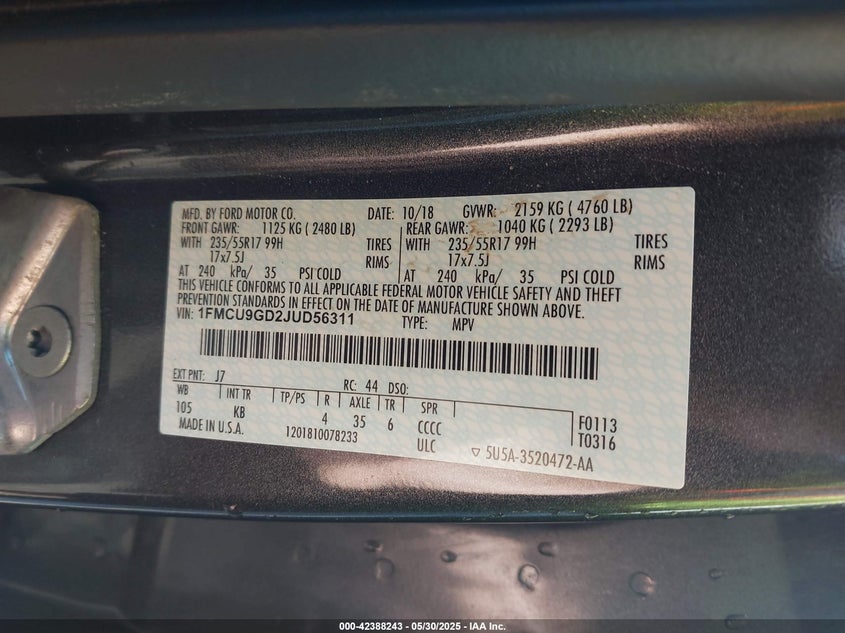 MFD. BY FORD MOTOR CO. DATE: 10/18 GVWR: 2159 KG ( 4760 LB)
FRONT GAWR: 1125 KG ( 2480 LB) REAR GAWR: 1040 KG ( 2293 LB)
WITH 235/55R17 99H TIRES WITH 235/55R17 99H TIRES
17x7.5J RIMS 17x7.5J RIMS
AT 240 kPa/ 35 PSI COLD AT 240 kPa/ 35 PSI COLD
THIS VEHICLE CONFORMS TO ALL APPLICABLE FEDERAL MOTOR VEHICLE SAFETY AND THEFT
PREVENTION STANDARDS IN EFFECT ON THE DATE OF MANUFACTURE SHOWN ABOVE.
VIN: 1FMCU9GD2JUD56311 TYPE: MPV
EXT PNT: J7 RC: 44 DSO:
WB INT TR TP/PS R AXLE TR SPR
105 KB 4 35 6 CCCC F0113
MADE IN U.S.A. 1201810078233 ULC T0316
▽ 5U5A-3520472-AA
000-42388243 — 05/30/2025 — IAA Inc.